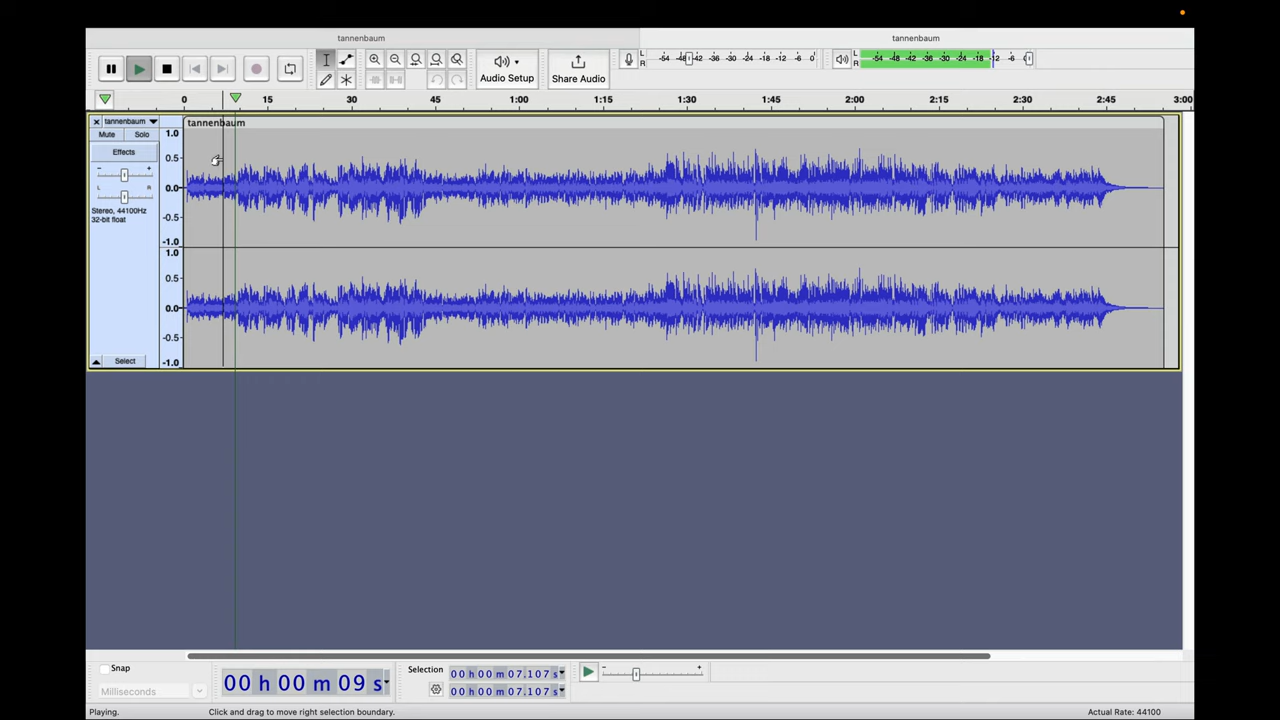 tannenbaum tannenbaum
L R -54 -48 -42 -36 -30 -24 -18 -12 -6 0
L R -54 -48 -42 -36 -30 -24 -18 -12 -6 0
Audio Setup Share Audio
0 15 30 45 1:00 1:15 1:30 1:45 2:00 2:15 2:30 2:45 3:00
tannenbaum tannenbaum
Mute Solo
Effects
- +
L R
Stereo, 44100Hz
32-bit float
Select
1.0
0.5
0.0
-0.5
-1.0
1.0
0.5
0.0
-0.5
-1.0
Snap
Milliseconds
00 h 00 m 09 s
Selection
00 h 00 m 07.107 s
00 h 00 m 07.107 s
- +
Playing. Click and drag to move right selection boundary. Actual Rate: 44100